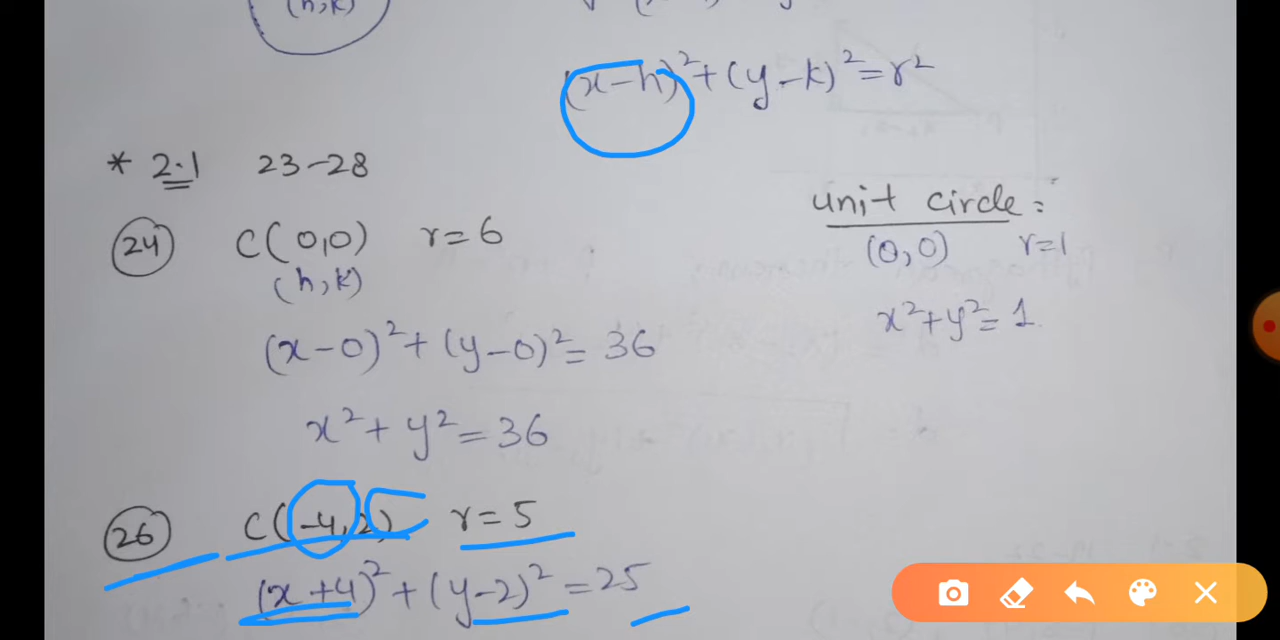 (h,k)
(x-h)²+(y-k)²=r²
* 2.1 23-28
unit circle:
(0,0) r=1
x²+y²=1
24 C(0,0) r=6
(h,k)
(x-0)²+(y-0)²=36
x²+y²=36
26 C(-4,2) r=5
(x+4)²+(y-2)²=25